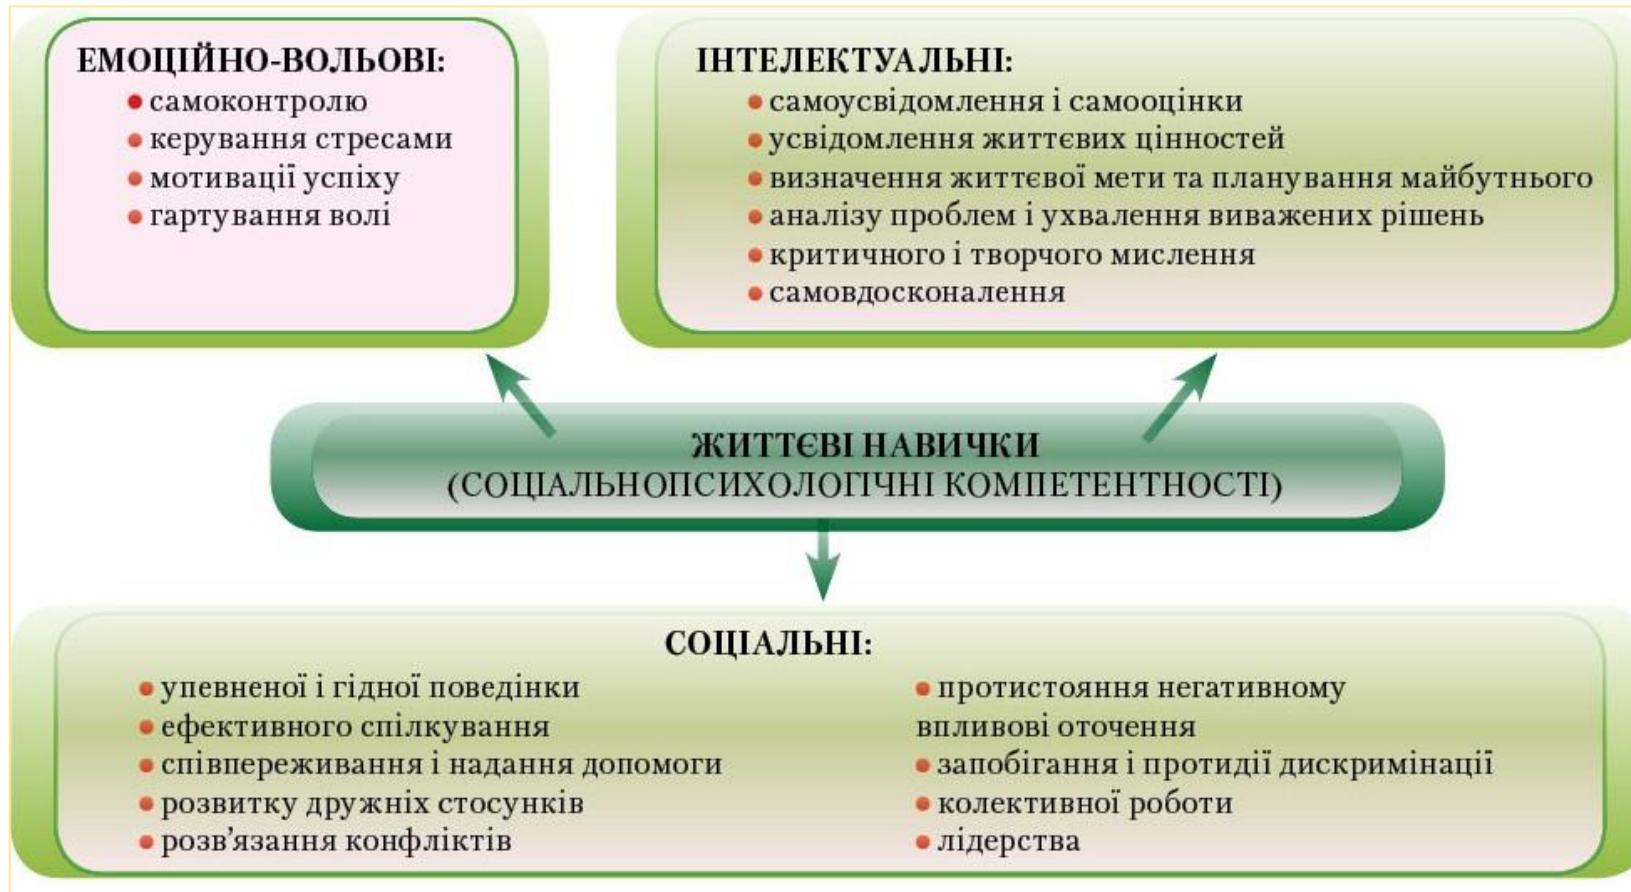 ЕМОЦІЙНО-ВОЛЬОВІ:
• самоконтролю
• керування стресами
• мотивації успіху
• гартування волі
ІНТЕЛЕКТУАЛЬНІ:
• самоусвідомлення і самооцінки
• усвідомлення життєвих цінностей
• визначення життєвої мети та планування майбутнього
• аналізу проблем і ухвалення виважених рішень
• критичного і творчого мислення
• самовдосконалення
ЖИТТЄВІ НАВИЧКИ
(СОЦІАЛЬНОПСИХОЛОГІЧНІ КОМПЕТЕНТНОСТІ)
СОЦІАЛЬНІ:
• упевненої і гідної поведінки
• ефективного спілкування
• співпереживання і надання допомоги
• розвитку дружніх стосунків
• розв’язання конфліктів
• протистояння негативному
впливові оточення
• запобігання і протидії дискримінації
• колективної роботи
• лідерства